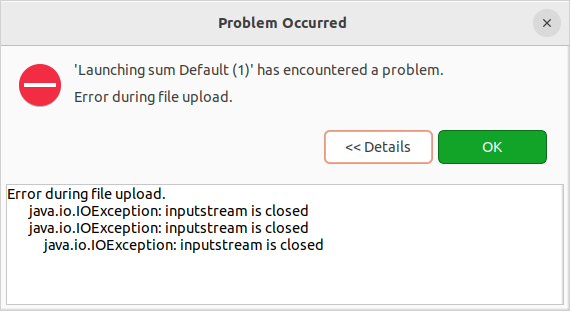 Problem Occurred
'Launching sum Default (1)' has encountered a problem.
Error during file upload.
<< Details
OK
Error during file upload.
java.io.IOException: inputstream is closed
java.io.IOException: inputstream is closed
java.io.IOException: inputstream is closed